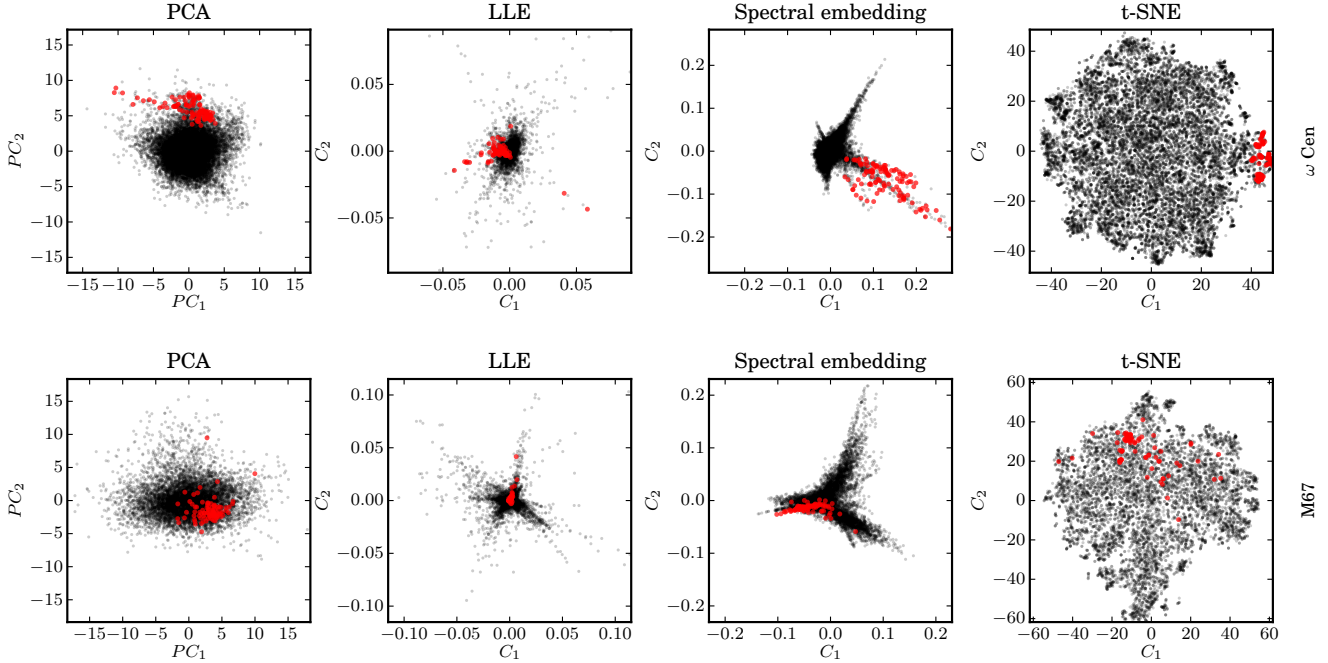 PCA LLE Spectral embedding t-SNE
15
10
5
0
−5
−10
−15
PC₂
−15 −10 −5 0 5 10 15
PC₁
0.05
0.00
−0.05
C₂
−0.05 0.00 0.05
C₁
0.2
0.1
0.0
−0.1
−0.2
C₂
−0.2 −0.1 0.0 0.1 0.2
C₁
40
20
0
−20
−40
C₂
−40 −20 0 20 40
C₁
ω Cen
PCA LLE Spectral embedding t-SNE
15
10
5
0
−5
−10
−15
PC₂
−15 −10 −5 0 5 10 15
PC₁
0.10
0.05
0.00
−0.05
−0.10
C₂
−0.10 −0.05 0.00 0.05 0.10
C₁
0.2
0.1
0.0
−0.1
−0.2
C₂
−0.2 −0.1 0.0 0.1 0.2
C₁
60
40
20
0
−20
−40
−60
C₂
−60 −40 −20 0 20 40 60
C₁
M67